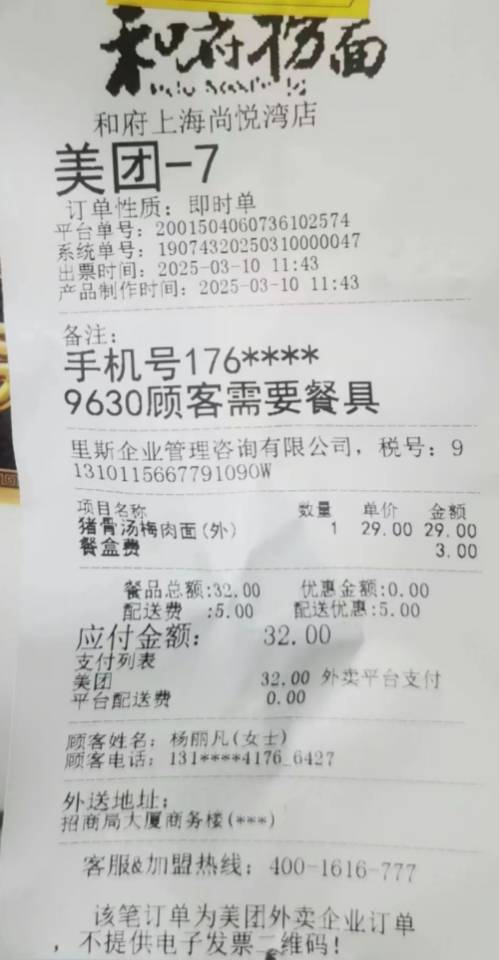 和府捞面
和府上海尚悦湾店
美团-7
订单性质：即时单
平台单号：2001504060736102574
系统单号：19074320250310000047
出票时间：2025-03-10 11:43
产品制作时间：2025-03-10 11:43
备注：
手机号176****
9630顾客需要餐具
里斯企业管理咨询有限公司，税号：9
1310115667791090W
项目名称 数量 单价 金额
猪骨汤梅肉面(外) 1 29.00 29.00
餐盒费 3.00
餐品总额:32.00 优惠金额:0.00
配送费 :5.00 配送优惠:5.00
应付金额： 32.00
支付列表
美团 32.00 外卖平台支付
平台配送费 0.00
顾客姓名：杨丽凡(女士)
顾客电话：131****4176_6427
外送地址：
招商局大厦商务楼(***)
客服&加盟热线：400-1616-777
该笔订单为美团外卖企业订单
，不提供电子发票二维码！